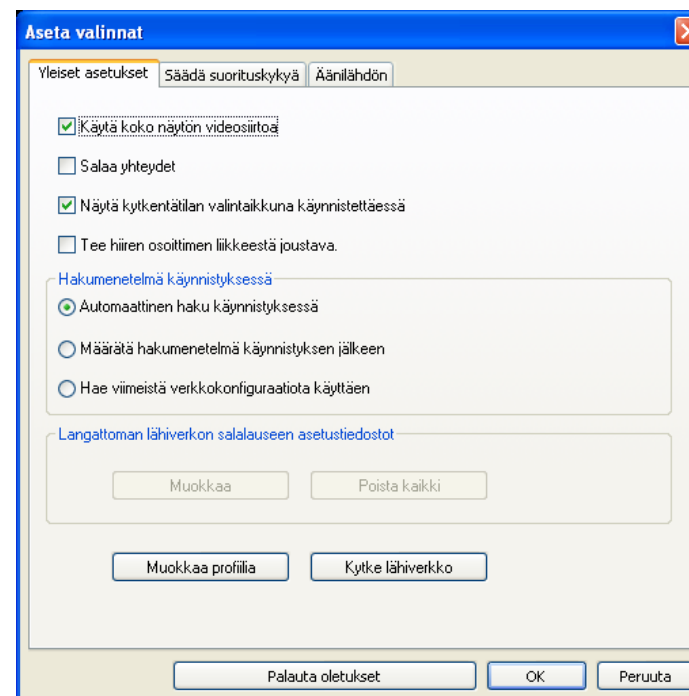 Aseta valinnat
Yleiset asetukset Säädä suorituskykyä Äänilähdön
Käytä koko näytön videosiirtoa
Salaa yhteydet
Näytä kytkentätilan valintaikkuna käynnistettäessä
Tee hiiren osoittimen liikkeestä joustava.
Hakumenetelmä käynnistyksessä
Automaattinen haku käynnistyksessä
Määrätä hakumenetelmä käynnistyksen jälkeen
Hae viimeistä verkkokonfiguraatiota käyttäen
Langattoman lähiverkon salalauseen asetustiedostot
Muokkaa Poista kaikki
Muokkaa profiilia Kytke lähiverkko
Palauta oletukset OK Peruuta